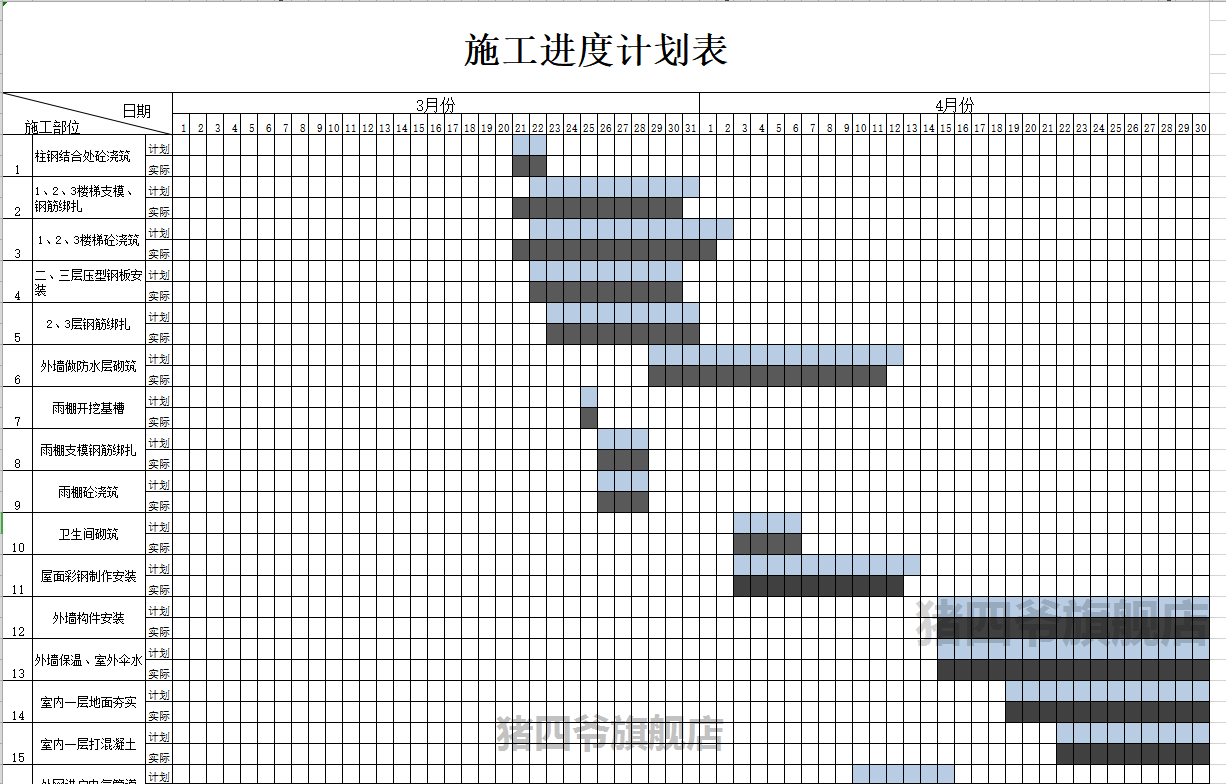 施工进度计划表
日期
施工部位
3月份
4月份
1 2 3 4 5 6 7 8 9 10 11 12 13 14 15 16 17 18 19 20 21 22 23 24 25 26 27 28 29 30 31 1 2 3 4 5 6 7 8 9 10 11 12 13 14 15 16 17 18 19 20 21 22 23 24 25 26 27 28 29 30
1
柱钢结合处砼浇筑
计划
实际
2
1、2、3楼梯支模、
钢筋绑扎
计划
实际
3
1、2、3楼梯砼浇筑
计划
实际
4
二、三层压型钢板安
装
计划
实际
5
2、3层钢筋绑扎
计划
实际
6
外墙做防水层砌筑
计划
实际
7
雨棚开挖基槽
计划
实际
8
雨棚支模钢筋绑扎
计划
实际
9
雨棚砼浇筑
计划
实际
10
卫生间砌筑
计划
实际
11
屋面彩钢制作安装
计划
实际
12
外墙构件安装
计划
实际
猪四爷旗舰店
13
外墙保温、室外伞水
计划
实际
14
室内一层地面夯实
计划
实际
猪四爷旗舰店
15
室内一层打混凝土
计划
实际
计划